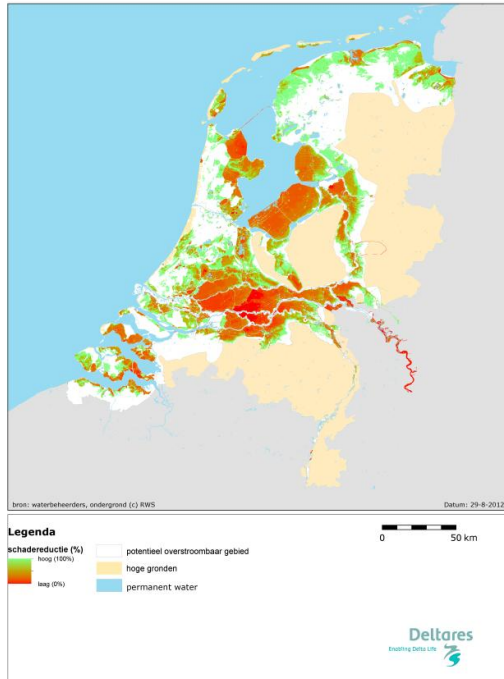 bron: waterbeheerders, ondergrond (c) RWS
Datum: 29-8-2012
Legenda
schadereductie (%)
hoog (100%)
laag (0%)
potentieel overstroombaar gebied
hoge gronden
permanent water
0 50 km
Deltares
Enabling Delta Life